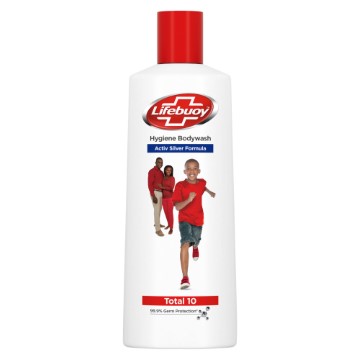 Lifebuoy
Hygiene Bodywash
Activ Silver Formula
Total 10
99.9% Germ Protection*